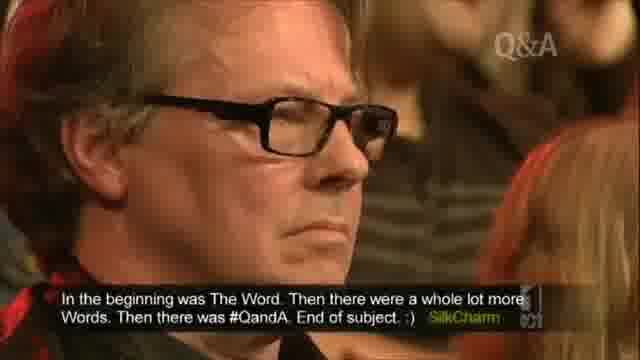 Q&A
In the beginning was The Word. Then there were a whole lot more
Words. Then there was #QandA. End of subject. :) SilkCharm